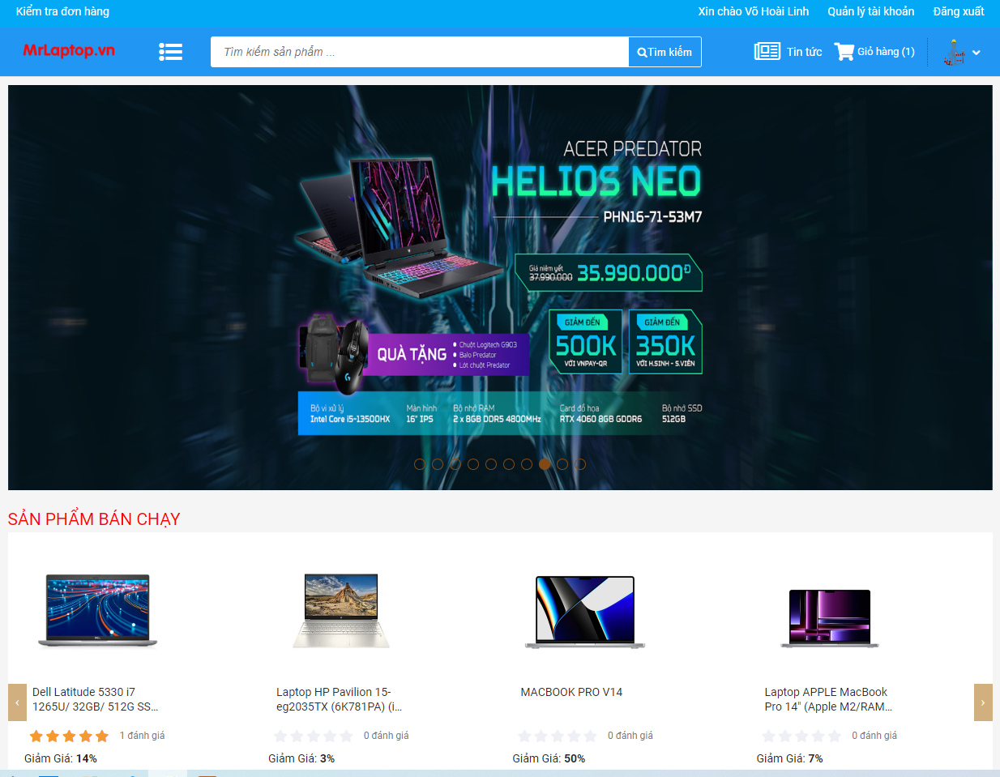 Kiểm tra đơn hàng
Xin chào Võ Hoài Linh
Quản lý tài khoản
Đăng xuất
MrLaptop.vn
Tìm kiếm sản phẩm ...
Tìm kiếm
Tin tức
Giỏ hàng (1)
ACER PREDATOR
HELIOS NEO
PHN16-71-53M7
Giá niêm yết
37.990.000
35.990.000Đ
GIẢM ĐẾN
500K
VỚI VNPAY-QR
GIẢM ĐẾN
350K
VỚI H.SINH - S.VIÊN
QUÀ TẶNG
Chuột Logitech G903
Balo Predator
Lót chuột Predator
Bộ vi xử lý
Intel Core i5-13500HX
Màn hình
16" IPS
Bộ nhớ RAM
2 x 8GB DDR5 4800MHz
Card đồ họa
RTX 4060 8GB GDDR6
Bộ nhớ SSD
512GB
SẢN PHẨM BÁN CHẠY
Dell Latitude 5330 i7
1265U/ 32GB/ 512G SS...
1 đánh giá
Giảm Giá: 14%
Laptop HP Pavilion 15-
eg2035TX (6K781PA) (i...
0 đánh giá
Giảm Giá: 3%
MACBOOK PRO V14
0 đánh giá
Giảm Giá: 50%
Laptop APPLE MacBook
Pro 14" (Apple M2/RAM...
0 đánh giá
Giảm Giá: 7%